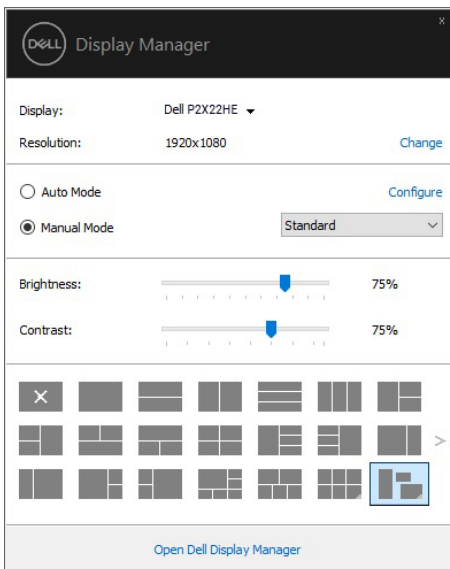 x
DELL Display Manager
Display: Dell P2X22HE
Resolution: 1920x1080 Change
Auto Mode Configure
Manual Mode Standard
Brightness: 75%
Contrast: 75%
Open Dell Display Manager